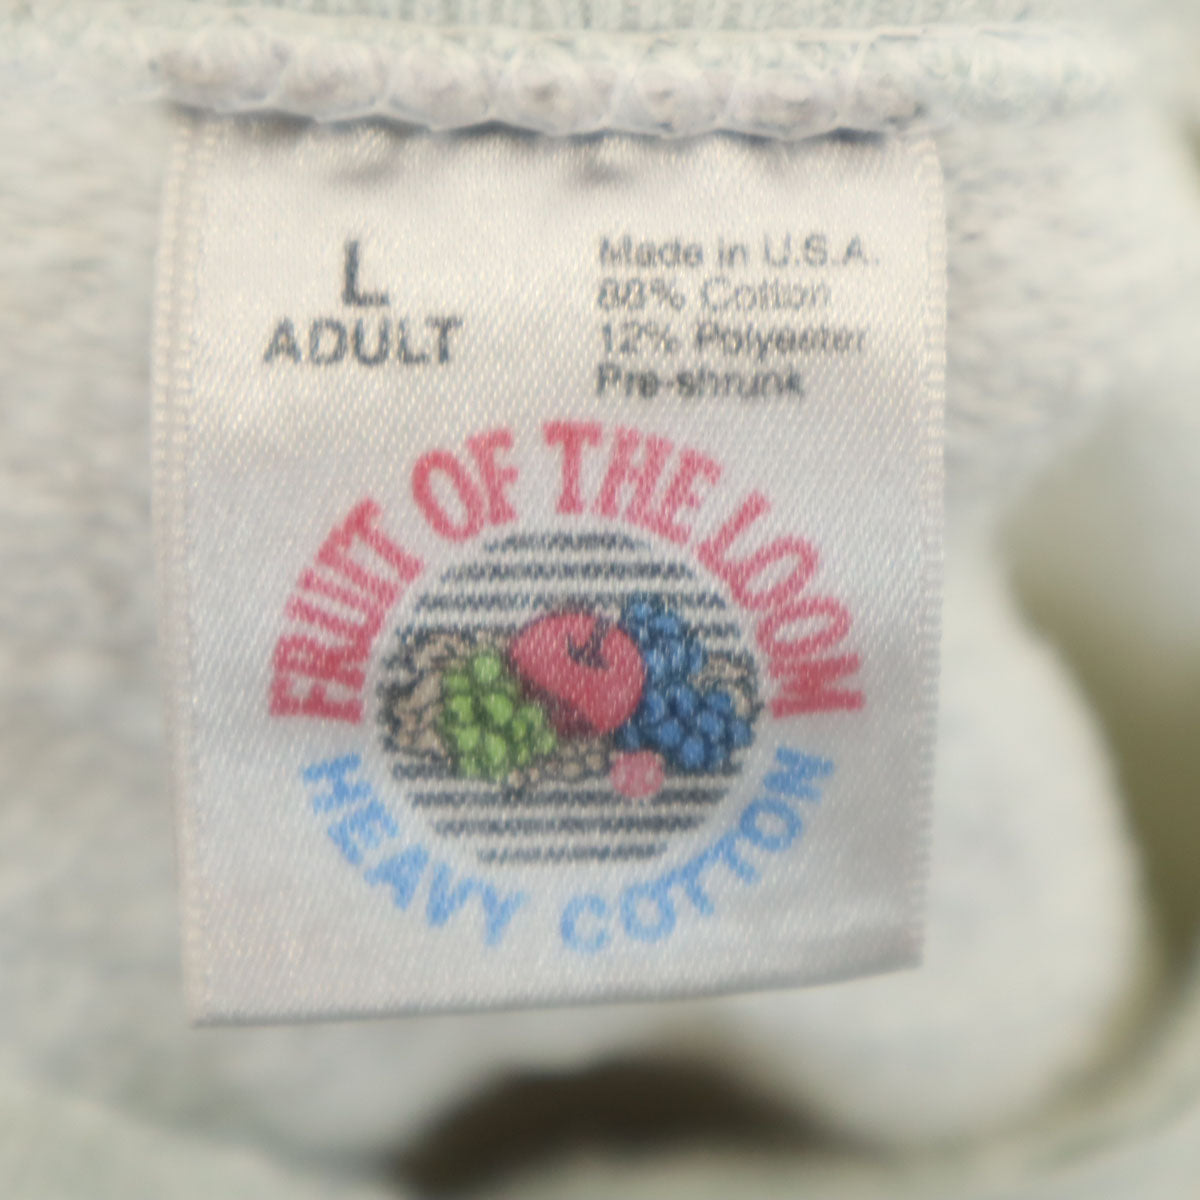 L
ADULT
Made in U.S.A.
88% Cotton
12% Polyester
Pre-shrunk
FRUIT OF THE LOOM
HEAVY COTTON